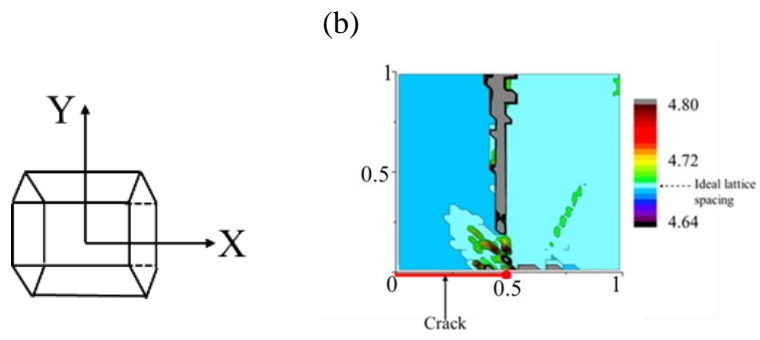 (b)
Y
X
1
0.5
0
0.5
1
Crack
4.80
4.72
4.64
Ideal lattice
spacing